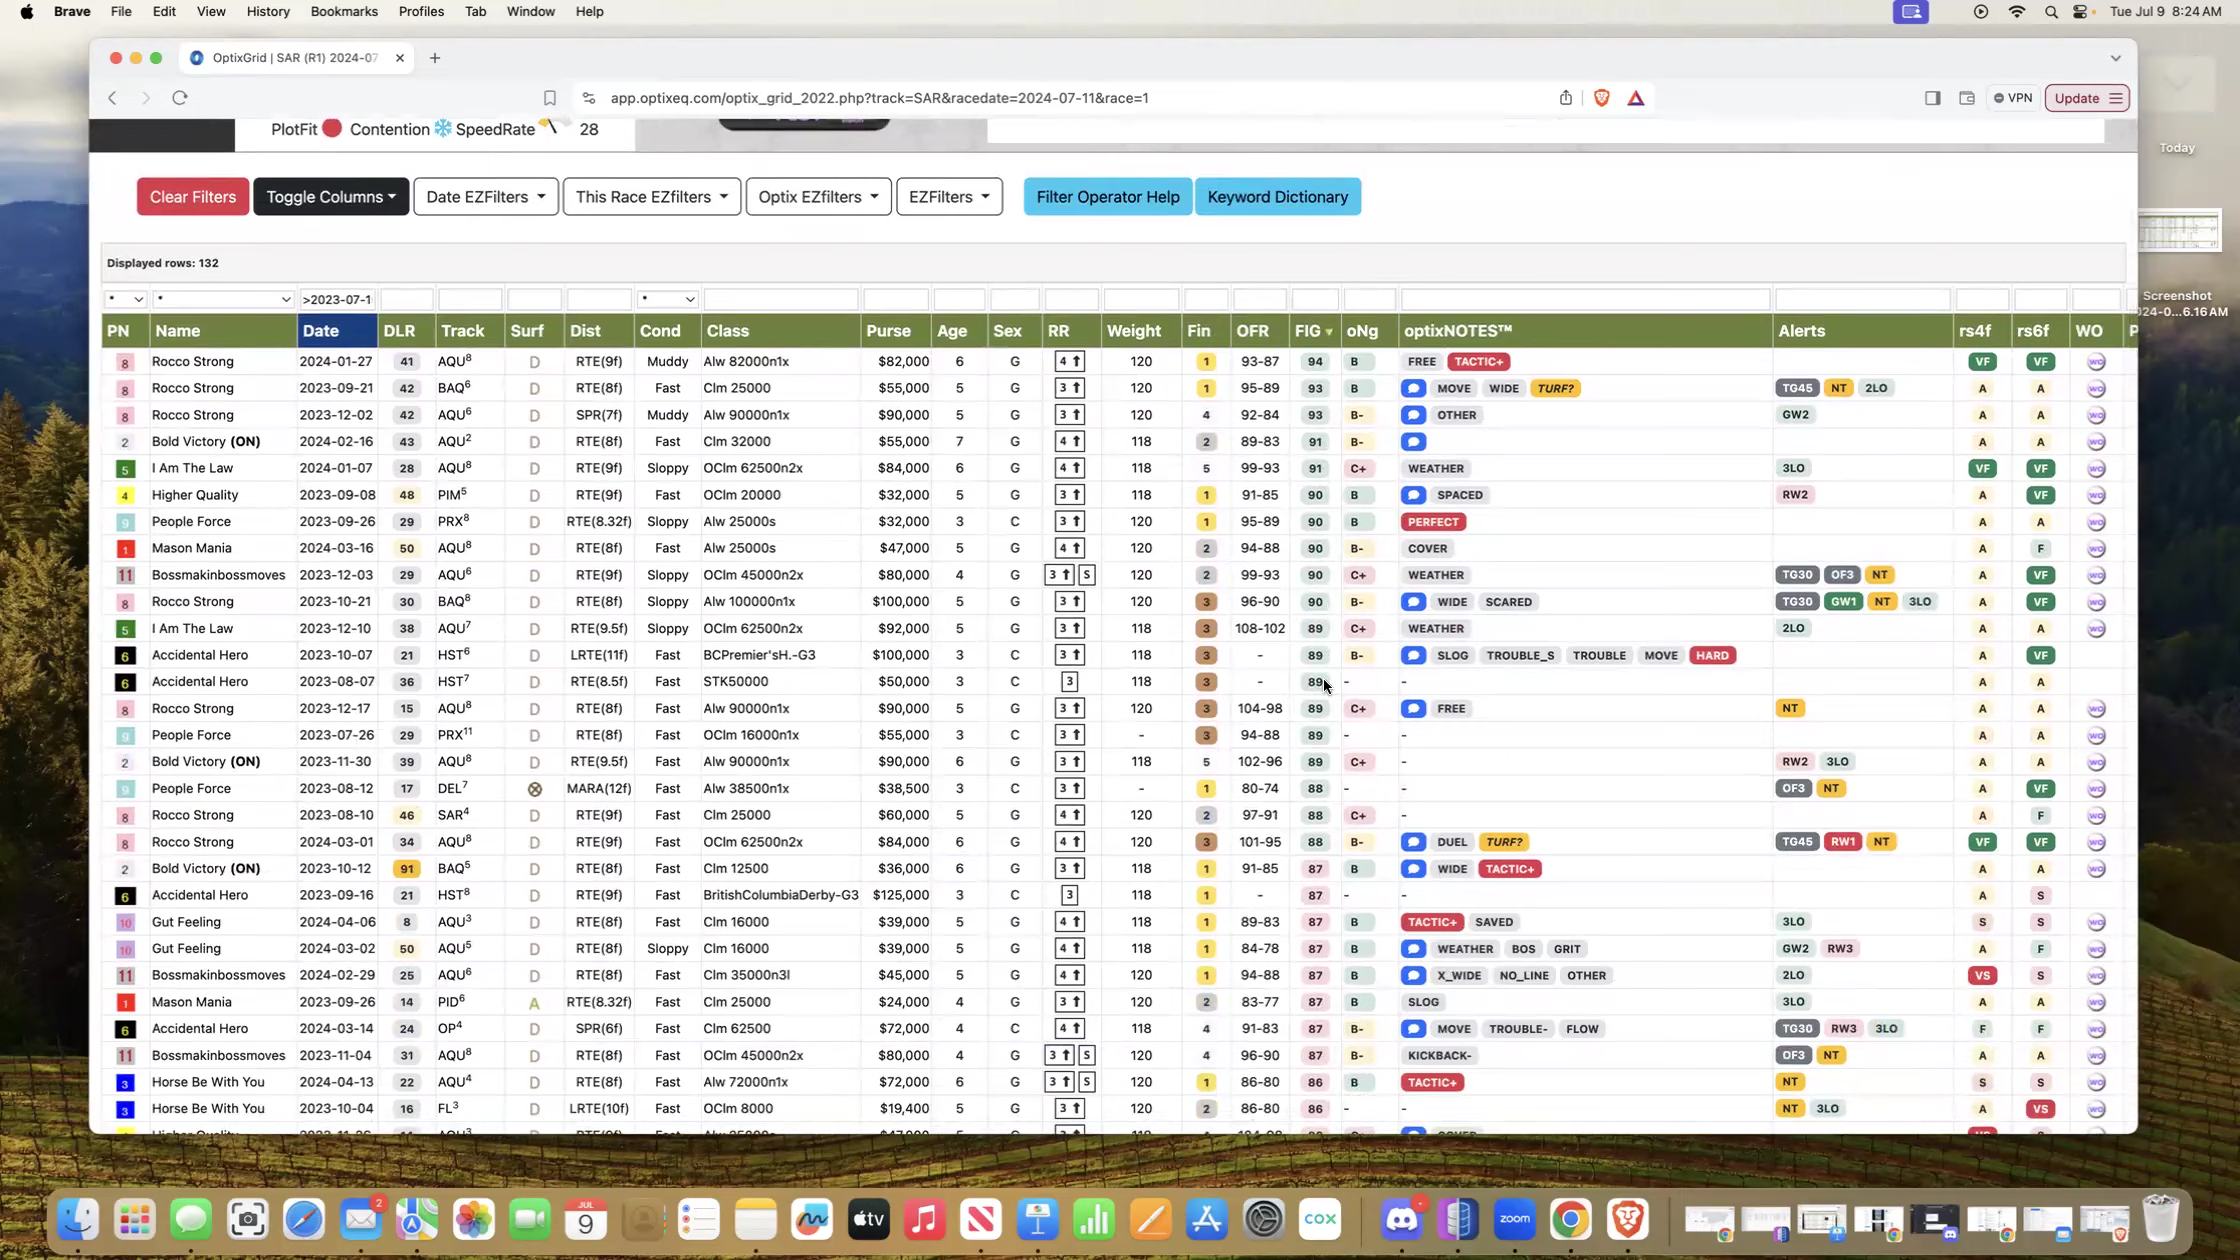 Brave File Edit View History Bookmarks Profiles Tab Window Help Tue Jul 9 8:24 AM
OptixGrid | SAR (R1) 2024-07
app.optixeq.com/optix_grid_2022.php?track=SAR&racedate=2024-07-11&race=1 VPN Update
PlotFit Contention SpeedRate 28
Today
Clear Filters Toggle Columns Date EZFilters This Race EZfilters Optix EZfilters EZFilters Filter Operator Help Keyword Dictionary
Displayed rows: 132
* * >2023-07-1 *
Screenshot
2024-0...6.16 AM
PN Name Date DLR Track Surf Dist Cond Class Purse Age Sex RR Weight Fin OFR FIG oNg optixNOTES™ Alerts rs4f rs6f WO
8 Rocco Strong 2024-01-27 41 AQU8 D RTE(9f) Muddy Alw 82000n1x $82,000 6 G 4 ⬆ 120 1 93-87 94 B FREE TACTIC+ VF VF WO
8 Rocco Strong 2023-09-21 42 BAQ6 D RTE(9f) Fast Clm 25000 $55,000 5 G 3 ⬆ 120 1 95-89 93 B MOVE WIDE TURF? TG45 NT 2LO A A WO
8 Rocco Strong 2023-12-02 42 AQU6 D SPR(7f) Muddy Alw 90000n1x $90,000 5 G 3 ⬆ 120 4 92-84 93 B- OTHER GW2 A A WO
2 Bold Victory (ON) 2024-02-16 43 AQU2 D RTE(8f) Fast Clm 32000 $55,000 7 G 4 ⬆ 118 2 89-83 91 B- A A WO
5 I Am The Law 2024-01-07 28 AQU8 D RTE(9f) Sloppy OClm 62500n2x $84,000 6 G 4 ⬆ 118 5 99-93 91 C+ WEATHER 3LO VF VF WO
4 Higher Quality 2023-09-08 48 PIM5 D RTE(9f) Fast OClm 20000 $32,000 5 G 3 ⬆ 118 1 91-85 90 B SPACED RW2 A VF WO
9 People Force 2023-09-26 29 PRX8 D RTE(8.32f) Sloppy Alw 25000s $32,000 3 C 3 ⬆ 120 1 95-89 90 B PERFECT A A WO
1 Mason Mania 2024-03-16 50 AQU8 D RTE(8f) Fast Alw 25000s $47,000 5 G 4 ⬆ 120 2 94-88 90 B- COVER A F WO
11 Bossmakinbossmoves 2023-12-03 29 AQU6 D RTE(9f) Sloppy OClm 45000n2x $80,000 4 G 3 ⬆ S 120 2 99-93 90 C+ WEATHER TG30 OF3 NT A VF WO
8 Rocco Strong 2023-10-21 30 BAQ8 D RTE(8f) Sloppy Alw 100000n1x $100,000 5 G 3 ⬆ 120 3 96-90 90 B- WIDE SCARED TG30 GW1 NT 3LO A VF WO
5 I Am The Law 2023-12-10 38 AQU7 D RTE(9.5f) Sloppy OClm 62500n2x $92,000 5 G 3 ⬆ 118 3 108-102 89 C+ WEATHER 2LO A A WO
6 Accidental Hero 2023-10-07 21 HST6 D LRTE(11f) Fast BCPremier'sH.-G3 $100,000 3 C 3 ⬆ 118 3 - 89 B- SLOG TROUBLE_S TROUBLE MOVE HARD A VF
6 Accidental Hero 2023-08-07 36 HST7 D RTE(8.5f) Fast STK50000 $50,000 3 C 3 118 3 - 89 - - A A
8 Rocco Strong 2023-12-17 15 AQU8 D RTE(8f) Fast Alw 90000n1x $90,000 5 G 3 ⬆ 120 3 104-98 89 C+ FREE NT A A WO
9 People Force 2023-07-26 29 PRX11 D RTE(8f) Fast OClm 16000n1x $55,000 3 C 3 ⬆ - 3 94-88 89 - - A A WO
2 Bold Victory (ON) 2023-11-30 39 AQU8 D RTE(9.5f) Fast Alw 90000n1x $90,000 6 G 3 ⬆ 118 5 102-96 89 C+ - RW2 3LO A A WO
9 People Force 2023-08-12 17 DEL7 MARA(12f) Fast Alw 38500n1x $38,500 3 C 3 ⬆ - 1 80-74 88 - - OF3 NT A VF WO
8 Rocco Strong 2023-08-10 46 SAR4 D RTE(9f) Fast Clm 25000 $60,000 5 G 3 ⬆ 120 2 97-91 88 C+ - A F WO
8 Rocco Strong 2024-03-01 34 AQU8 D RTE(8f) Fast OClm 62500n2x $84,000 6 G 4 ⬆ 120 3 101-95 88 B- DUEL TURF? TG45 RW1 NT VF VF WO
2 Bold Victory (ON) 2023-10-12 91 BAQ5 D RTE(8f) Fast Clm 12500 $36,000 6 G 3 ⬆ 118 1 91-85 87 B WIDE TACTIC+ A A WO
6 Accidental Hero 2023-09-16 21 HST8 D RTE(9f) Fast BritishColumbiaDerby-G3 $125,000 3 C 3 118 1 - 87 - - A S
10 Gut Feeling 2024-04-06 8 AQU3 D RTE(8f) Fast Clm 16000 $39,000 5 G 4 ⬆ 118 1 89-83 87 B TACTIC+ SAVED 3LO S S WO
10 Gut Feeling 2024-03-02 50 AQU5 D RTE(8f) Sloppy Clm 16000 $39,000 5 G 4 ⬆ 118 1 84-78 87 B WEATHER BOS GRIT GW2 RW3 A F WO
11 Bossmakinbossmoves 2024-02-29 25 AQU6 D RTE(8f) Fast Clm 35000n3l $45,000 5 G 4 ⬆ 120 1 94-88 87 B X_WIDE NO_LINE OTHER 2LO VS S WO
1 Mason Mania 2023-09-26 14 PID6 A RTE(8.32f) Fast Clm 25000 $24,000 4 G 3 ⬆ 120 2 83-77 87 B SLOG 3LO A A WO
6 Accidental Hero 2024-03-14 24 OP4 D SPR(6f) Fast Clm 62500 $72,000 4 C 4 ⬆ 118 4 91-83 87 B- MOVE TROUBLE- FLOW TG30 RW3 3LO F F WO
11 Bossmakinbossmoves 2023-11-04 31 AQU8 D RTE(8f) Fast OClm 45000n2x $80,000 4 G 3 ⬆ S 120 4 96-90 87 B- KICKBACK- OF3 NT A A WO
3 Horse Be With You 2024-04-13 22 AQU4 D RTE(8f) Fast Alw 72000n1x $72,000 6 G 3 ⬆ S 120 1 86-80 86 B TACTIC+ NT S S WO
3 Horse Be With You 2023-10-04 16 FL3 D LRTE(10f) Fast OClm 8000 $19,400 5 G 3 ⬆ 120 2 86-80 86 - - NT 3LO A VS WO
JUL
9
tv
2
COX
zoom